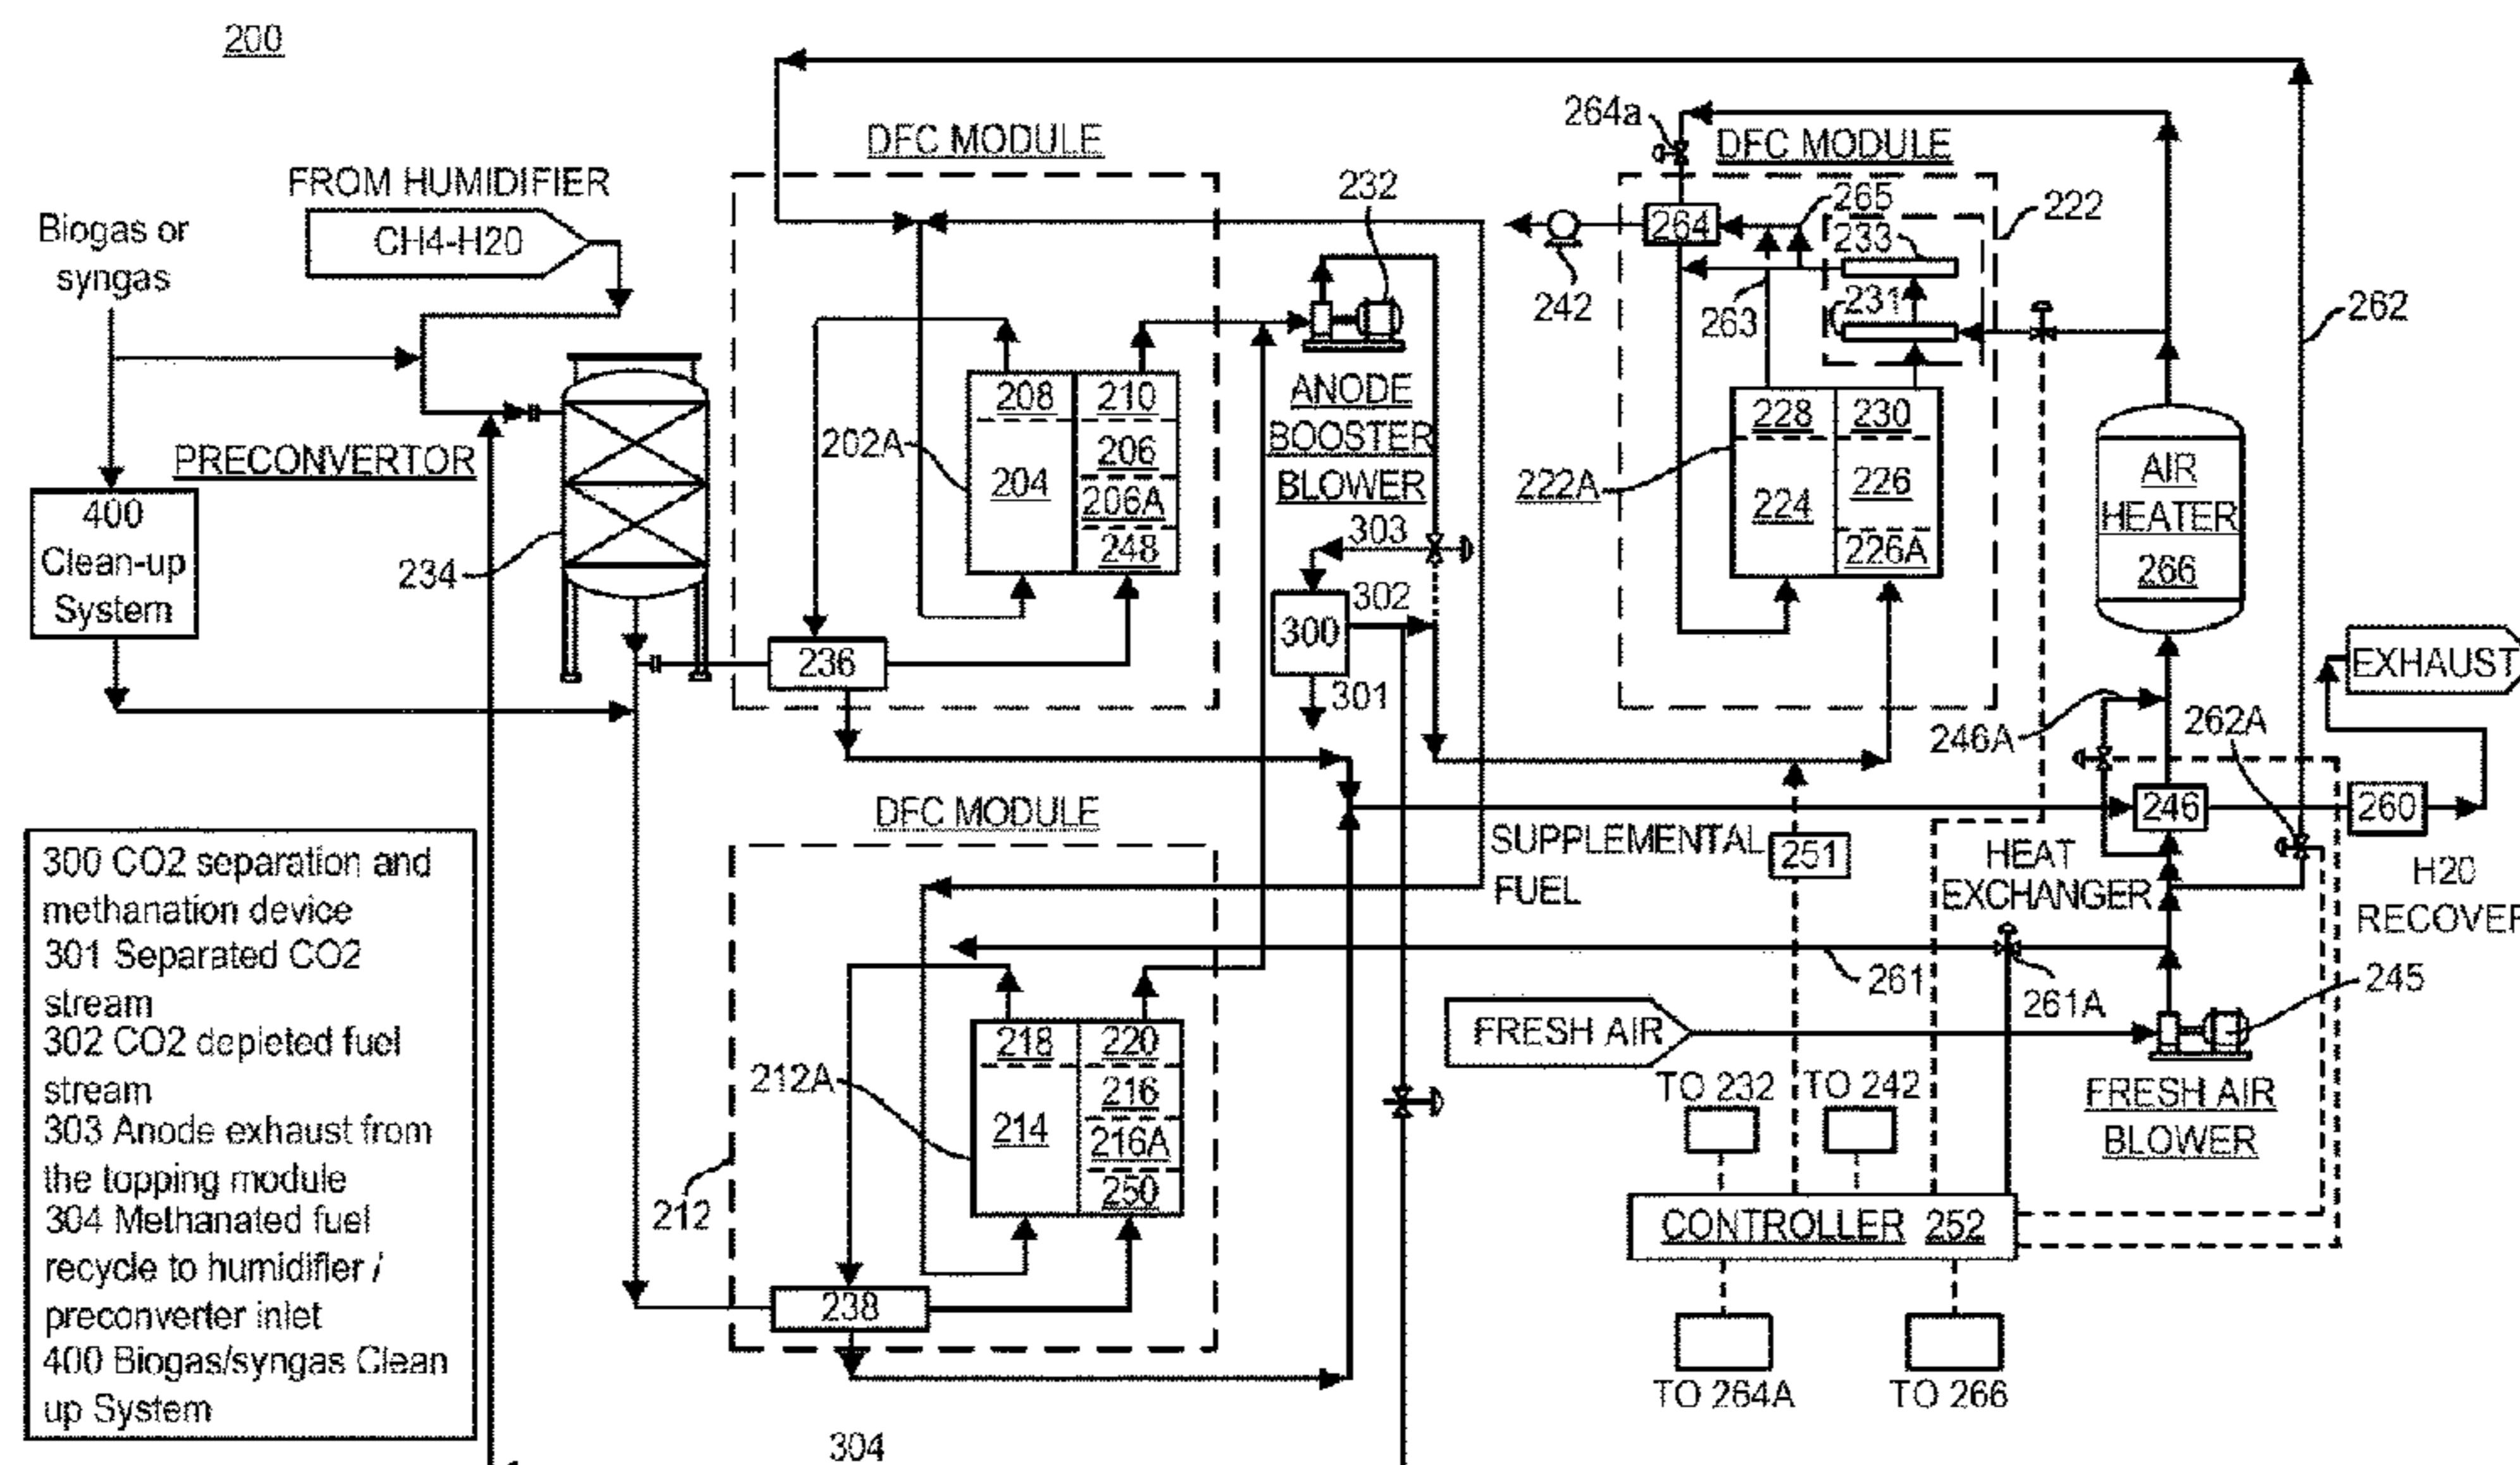 200
264a
DFC MODULE
DFC MODULE
FROM HUMIDIFIER
CH4-H20
Biogas or
syngas
232
265
222
264
233
242
263
231
262
208
210
ANODE
BOOSTER
BLOWER
228
230
202A
206
204
206A
248
222A
226
224
226A
AIR
HEATER
266
PRECONVERTOR
400
Clean-up
System
234
303
302
300
301
236
EXHAUST
246A
262A
246
260
DFC MODULE
SUPPLEMENTAL
FUEL
251
HEAT
EXCHANGER
H20
300 CO2 separation and
methanation device
301 Separated CO2
stream
302 CO2 depleted fuel
stream
303 Anode exhaust from
the topping module
304 Methanated fuel
recycle to humidifier /
preconverter inlet
400 Biogas/syngas Clean
up System
261
261A
245
FRESH AIR
218
220
212A
216
214
216A
250
212
TO 232
TO 242
FRESH AIR
BLOWER
CONTROLLER 252
238
TO 264A
TO 266
304